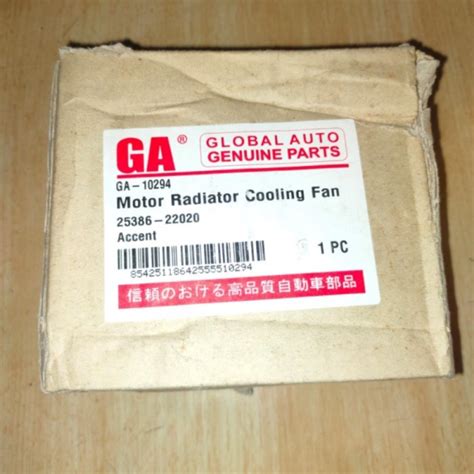 GA®
GLOBAL AUTO
GENUINE PARTS
GA-10294
Motor Radiator Cooling Fan
25386-22020
Accent
1 PC
85425118642555510294
信頼のおける高品質自動車部品